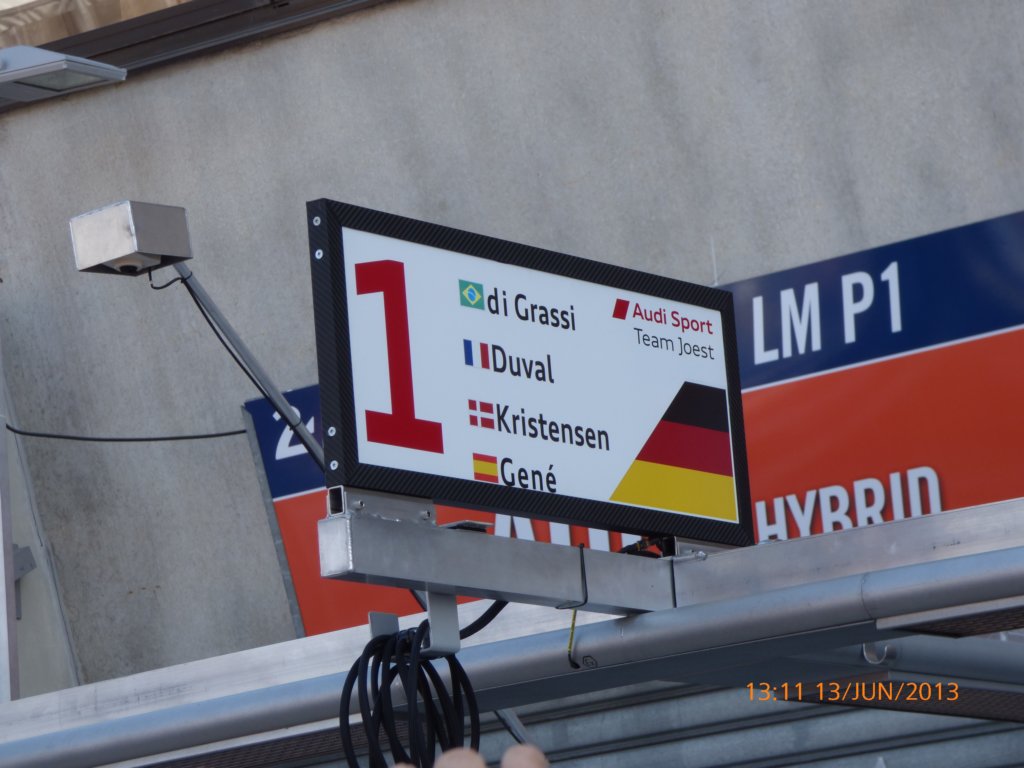 1
di Grassi
Duval
Kristensen
Gené
Audi Sport
Team Joest
LM P1
HYBRID
13:11 13/JUN/2013